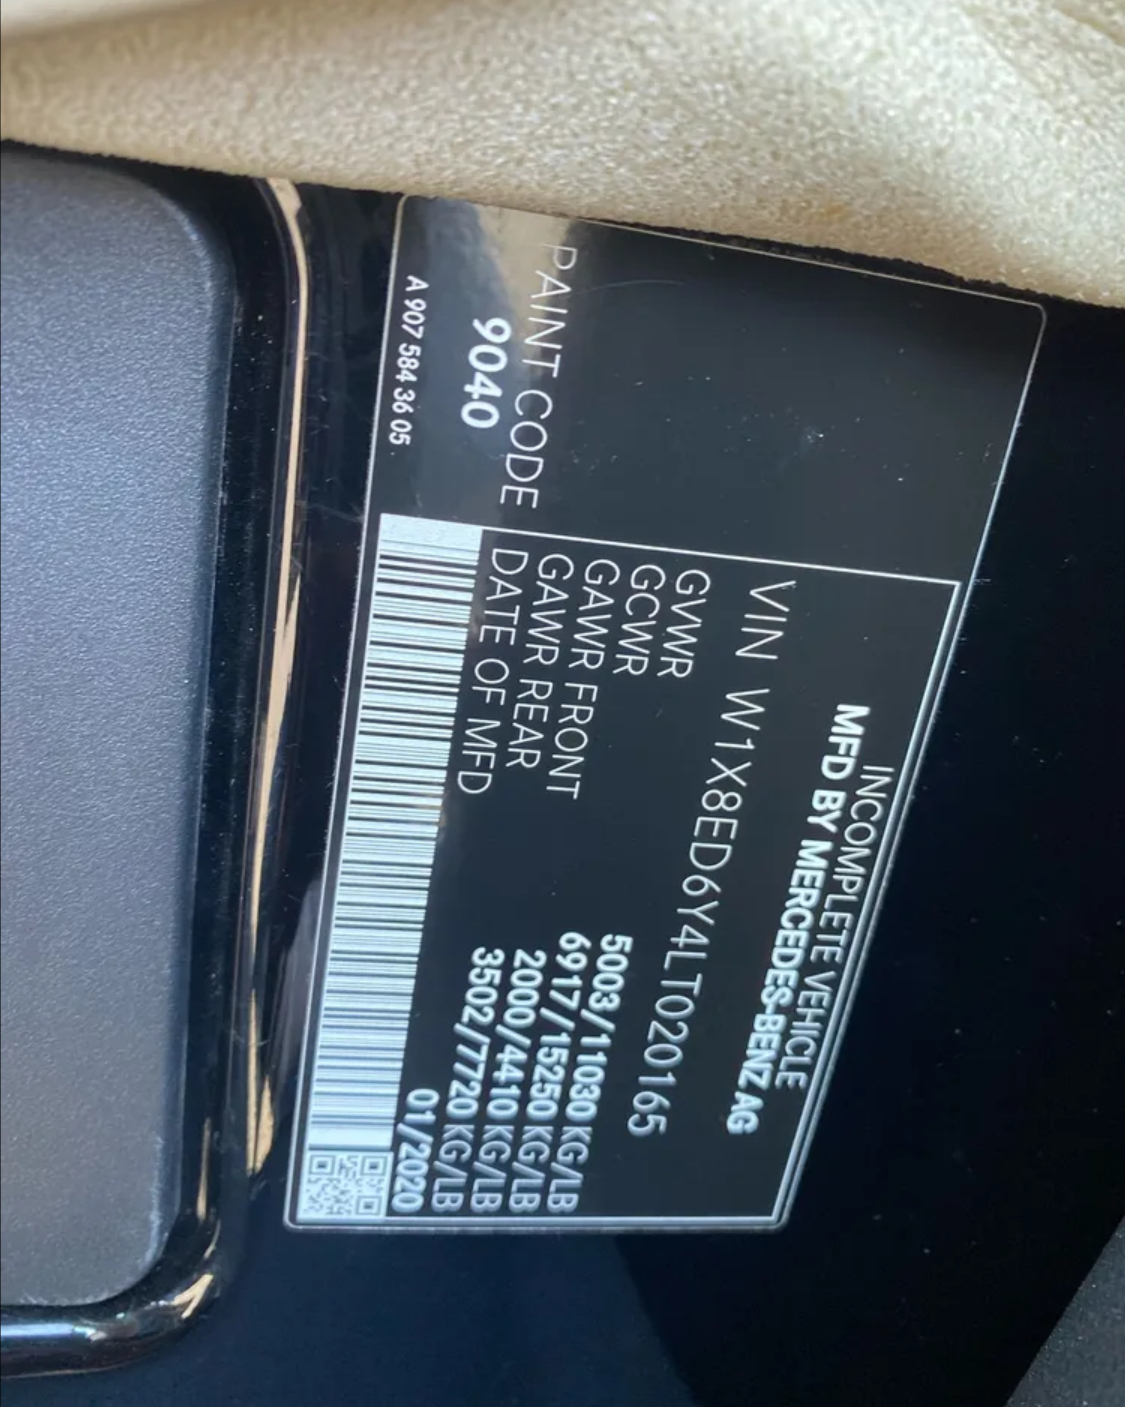 INCOMPLETE VEHICLE
MFD BY MERCEDES-BENZ AG
VIN W1X8ED6Y4LT020165
GVWR 5003/11030 KG/LB
GCWR 6917/15250 KG/LB
GAWR FRONT 2000/4410 KG/LB
GAWR REAR 3502/7720 KG/LB
DATE OF MFD 01/2020
PAINT CODE
9040
A 907 584 36 05